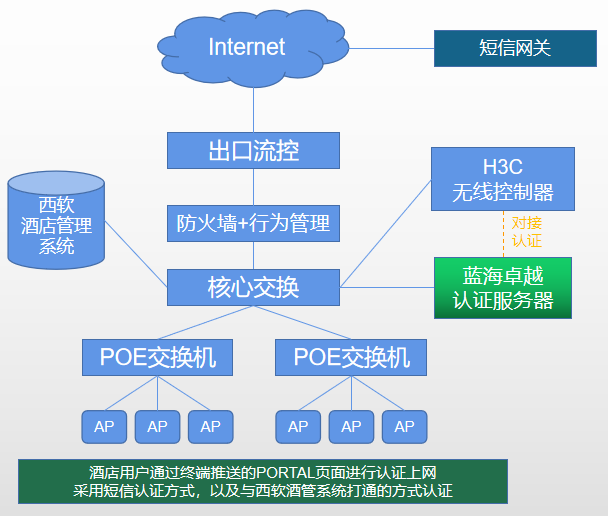 Internet
短信网关
出口流控
西软
酒店管理
系统
防火墙+行为管理
H3C
无线控制器
对接
认证
核心交换
蓝海卓越
认证服务器
POE交换机
POE交换机
AP
AP
AP
AP
AP
AP
酒店用户通过终端推送的PORTAL页面进行认证上网
采用短信认证方式，以及与西软酒管系统打通的方式认证